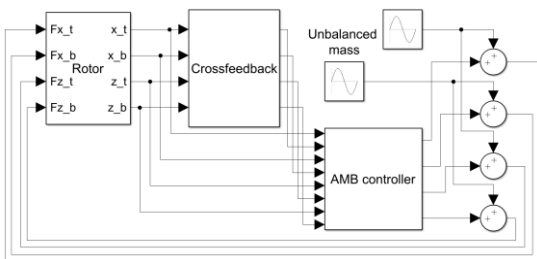 Fx_t
x_t
Fx_b
x_b
Rotor
Fz_t
z_t
Fz_b
z_b
Crossfeedback
Unbalanced
mass
AMB controller
+
+
+
+
+
+
+
+